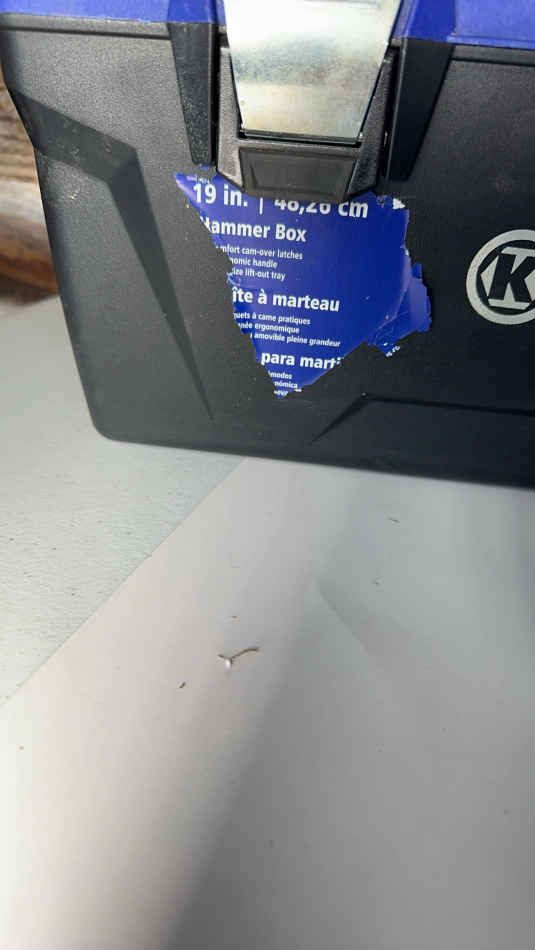 19 in. | 48,26 cm
Hammer Box
mfort cam-over latches
nomic handle
ize lift-out tray
îte à marteau
quets à came pratiques
née ergonomique
amovible pleine grandeur
para marti
modos
nómica
K